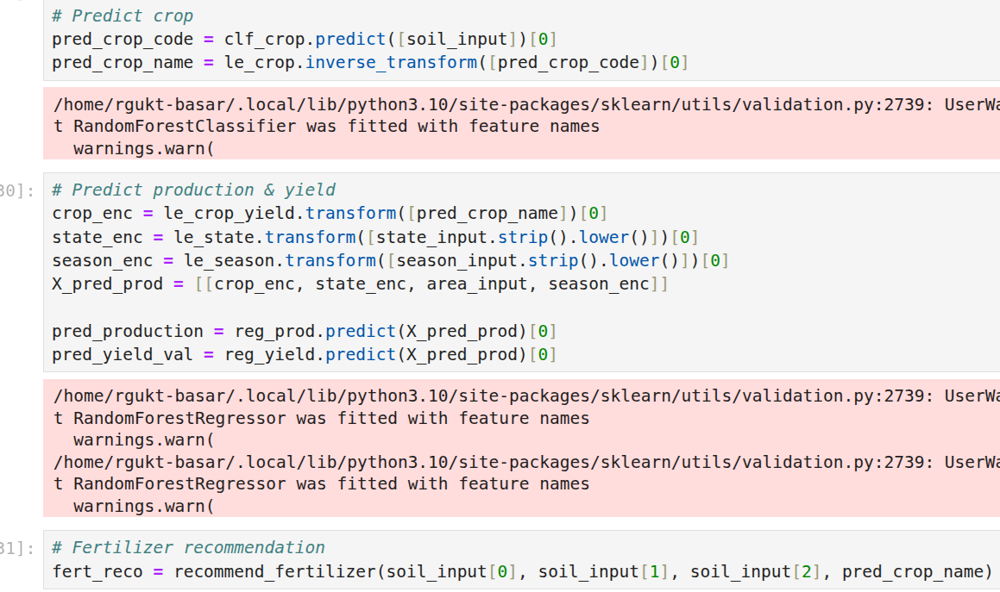 # Predict crop
pred_crop_code = clf_crop.predict([soil_input])[0]
pred_crop_name = le_crop.inverse_transform([pred_crop_code])[0]
/home/rgukt-basar/.local/lib/python3.10/site-packages/sklearn/utils/validation.py:2739: UserWa
t RandomForestClassifier was fitted with feature names
  warnings.warn(
30]:
# Predict production & yield
crop_enc = le_crop_yield.transform([pred_crop_name])[0]
state_enc = le_state.transform([state_input.strip().lower()])[0]
season_enc = le_season.transform([season_input.strip().lower()])[0]
X_pred_prod = [[crop_enc, state_enc, area_input, season_enc]]
pred_production = reg_prod.predict(X_pred_prod)[0]
pred_yield_val = reg_yield.predict(X_pred_prod)[0]
/home/rgukt-basar/.local/lib/python3.10/site-packages/sklearn/utils/validation.py:2739: UserWa
t RandomForestRegressor was fitted with feature names
  warnings.warn(
/home/rgukt-basar/.local/lib/python3.10/site-packages/sklearn/utils/validation.py:2739: UserWa
t RandomForestRegressor was fitted with feature names
  warnings.warn(
31]:
# Fertilizer recommendation
fert_reco = recommend_fertilizer(soil_input[0], soil_input[1], soil_input[2], pred_crop_name)